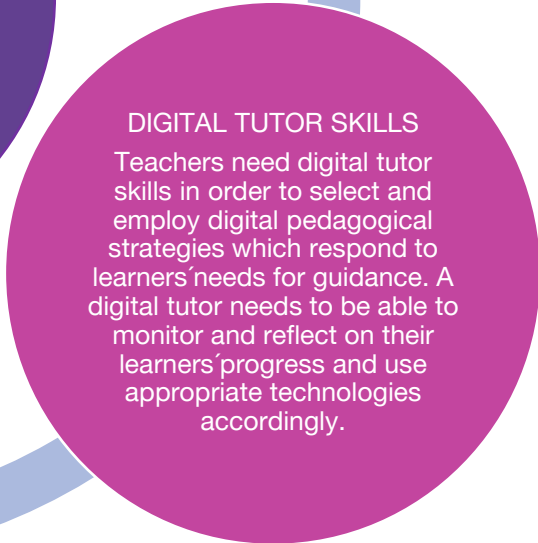 DIGITAL TUTOR SKILLS
Teachers need digital tutor
skills in order to select and
employ digital pedagogical
strategies which respond to
learners´needs for guidance. A
digital tutor needs to be able to
monitor and reflect on their
learners´progress and use
appropriate technologies
accordingly.